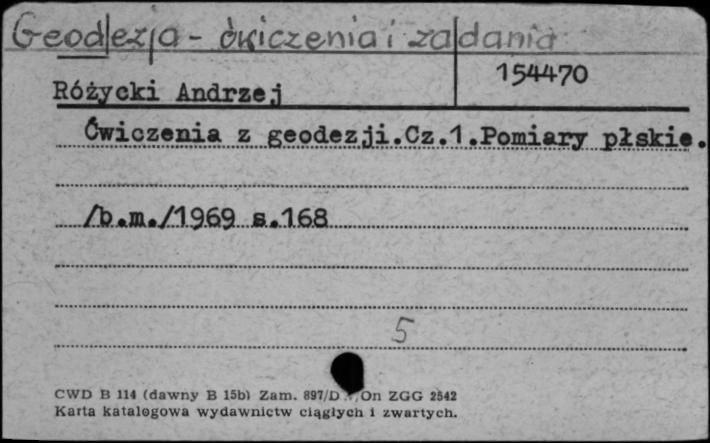 Geodezja - ćwiczenia i zadania
154470
Różycki Andrzej
Ćwiczenia z geodezji.Cz.1.Pomiary płskie.
/b.m./1969 s.168
5
CWD B 114 (dawny B 15b) Zam. 897/D On ZGG 2542
Karta katalogowa wydawnictw ciągłych i zwartych.